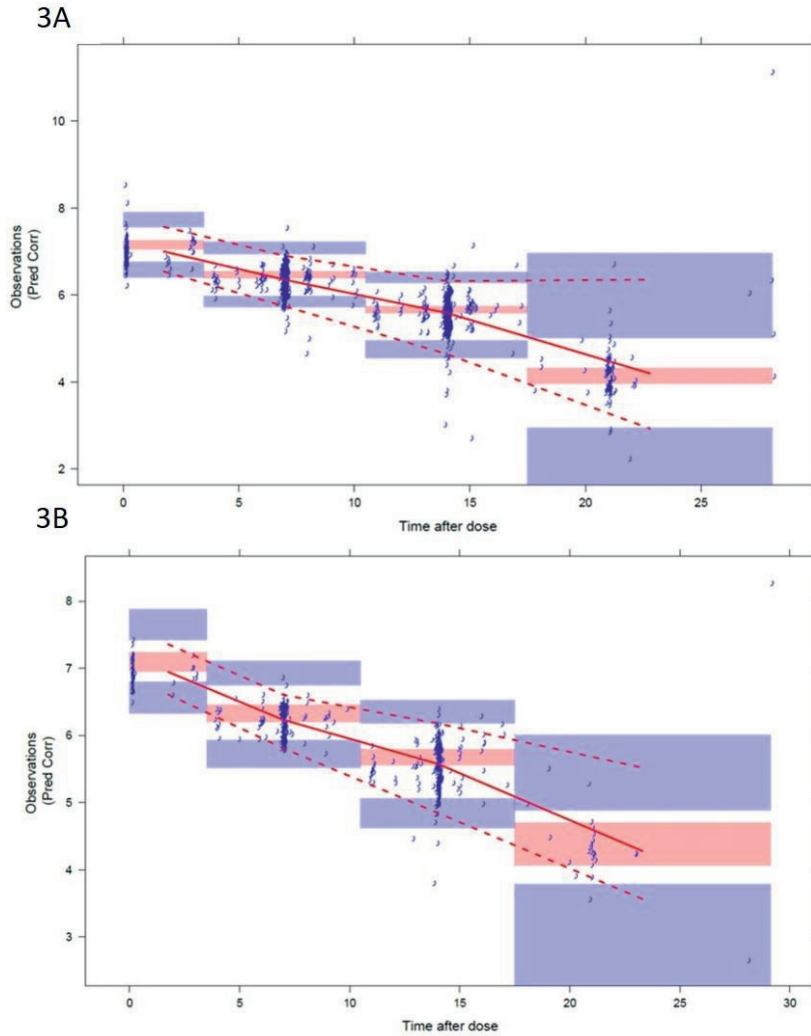 3A
10
8
6
4
2
Observations
(Pred Corr)
0 5 10 15 20 25
Time after dose
3B
8
7
6
5
4
3
Observations
(Pred Corr)
0 5 10 15 20 25 30
Time after dose